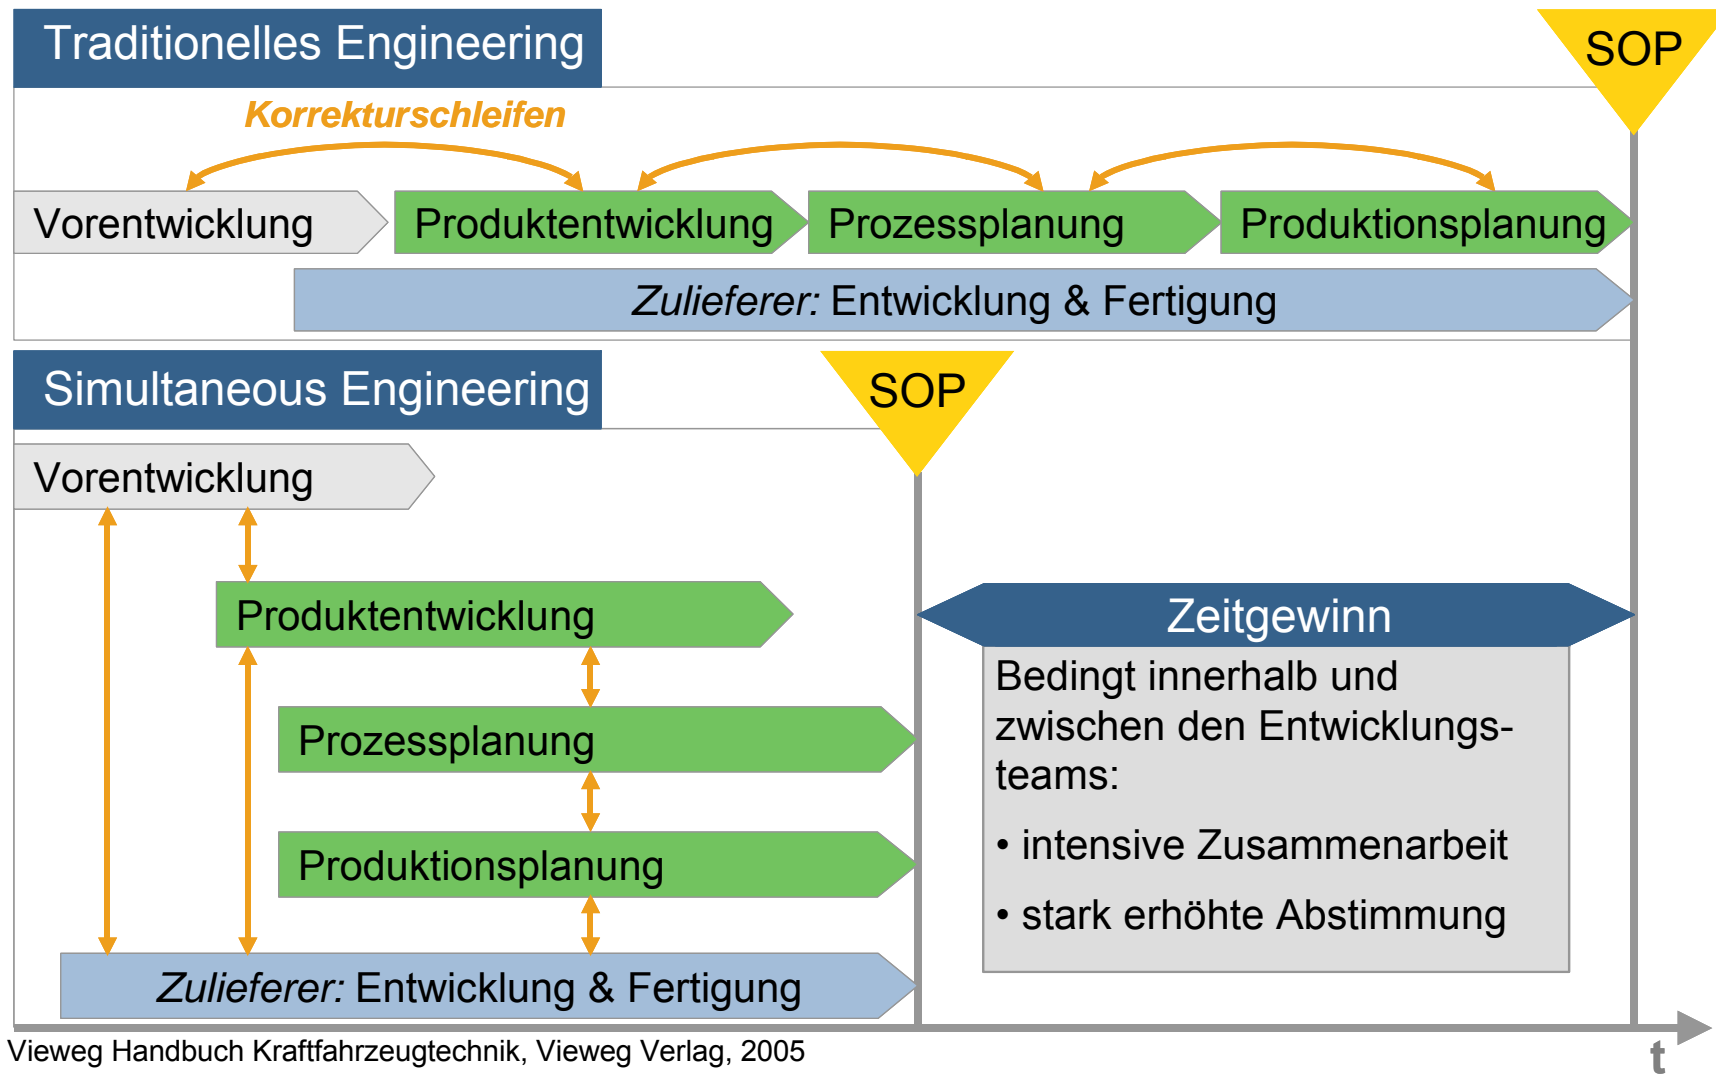 Traditionelles Engineering
SOP
Korrekturschleifen
Vorentwicklung
Produktentwicklung
Prozessplanung
Produktionsplanung
Zulieferer: Entwicklung & Fertigung
Simultaneous Engineering
SOP
Vorentwicklung
Produktentwicklung
Prozessplanung
Produktionsplanung
Zulieferer: Entwicklung & Fertigung
Zeitgewinn
Bedingt innerhalb und
zwischen den Entwicklungs-
teams:
• intensive Zusammenarbeit
• stark erhöhte Abstimmung
t
Vieweg Handbuch Kraftfahrzeugtechnik, Vieweg Verlag, 2005